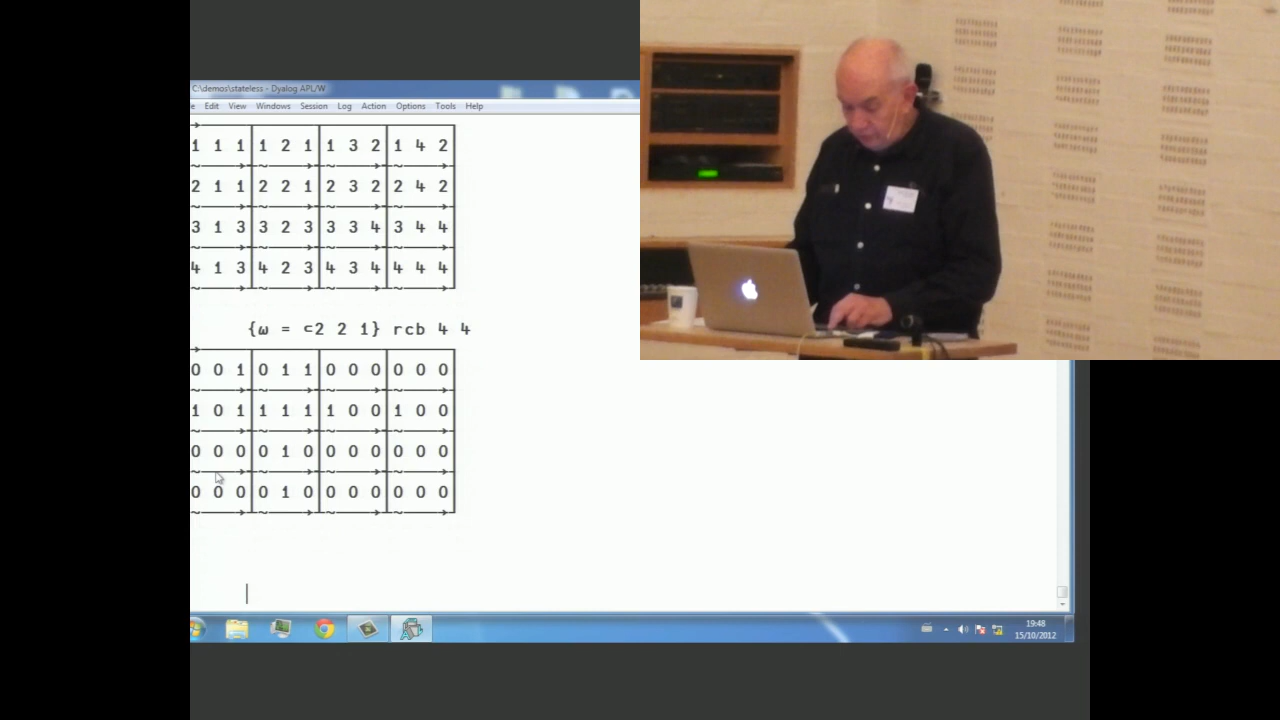 C:\demos\stateless - Dyalog APL/W
e Edit View Windows Session Log Action Options Tools Help
1 1 1 1 2 1 1 3 2 1 4 2
2 1 1 2 2 1 2 3 2 2 4 2
3 1 3 3 2 3 3 3 4 3 4 4
4 1 3 4 2 3 4 3 4 4 4 4
{⍵ = ⊂2 2 1} rcb 4 4
0 0 1 0 1 1 0 0 0 0 0 0
1 0 1 1 1 1 1 0 0 1 0 0
0 0 0 0 1 0 0 0 0 0 0 0
0 0 0 0 1 0 0 0 0 0 0 0
19:48
15/10/2012